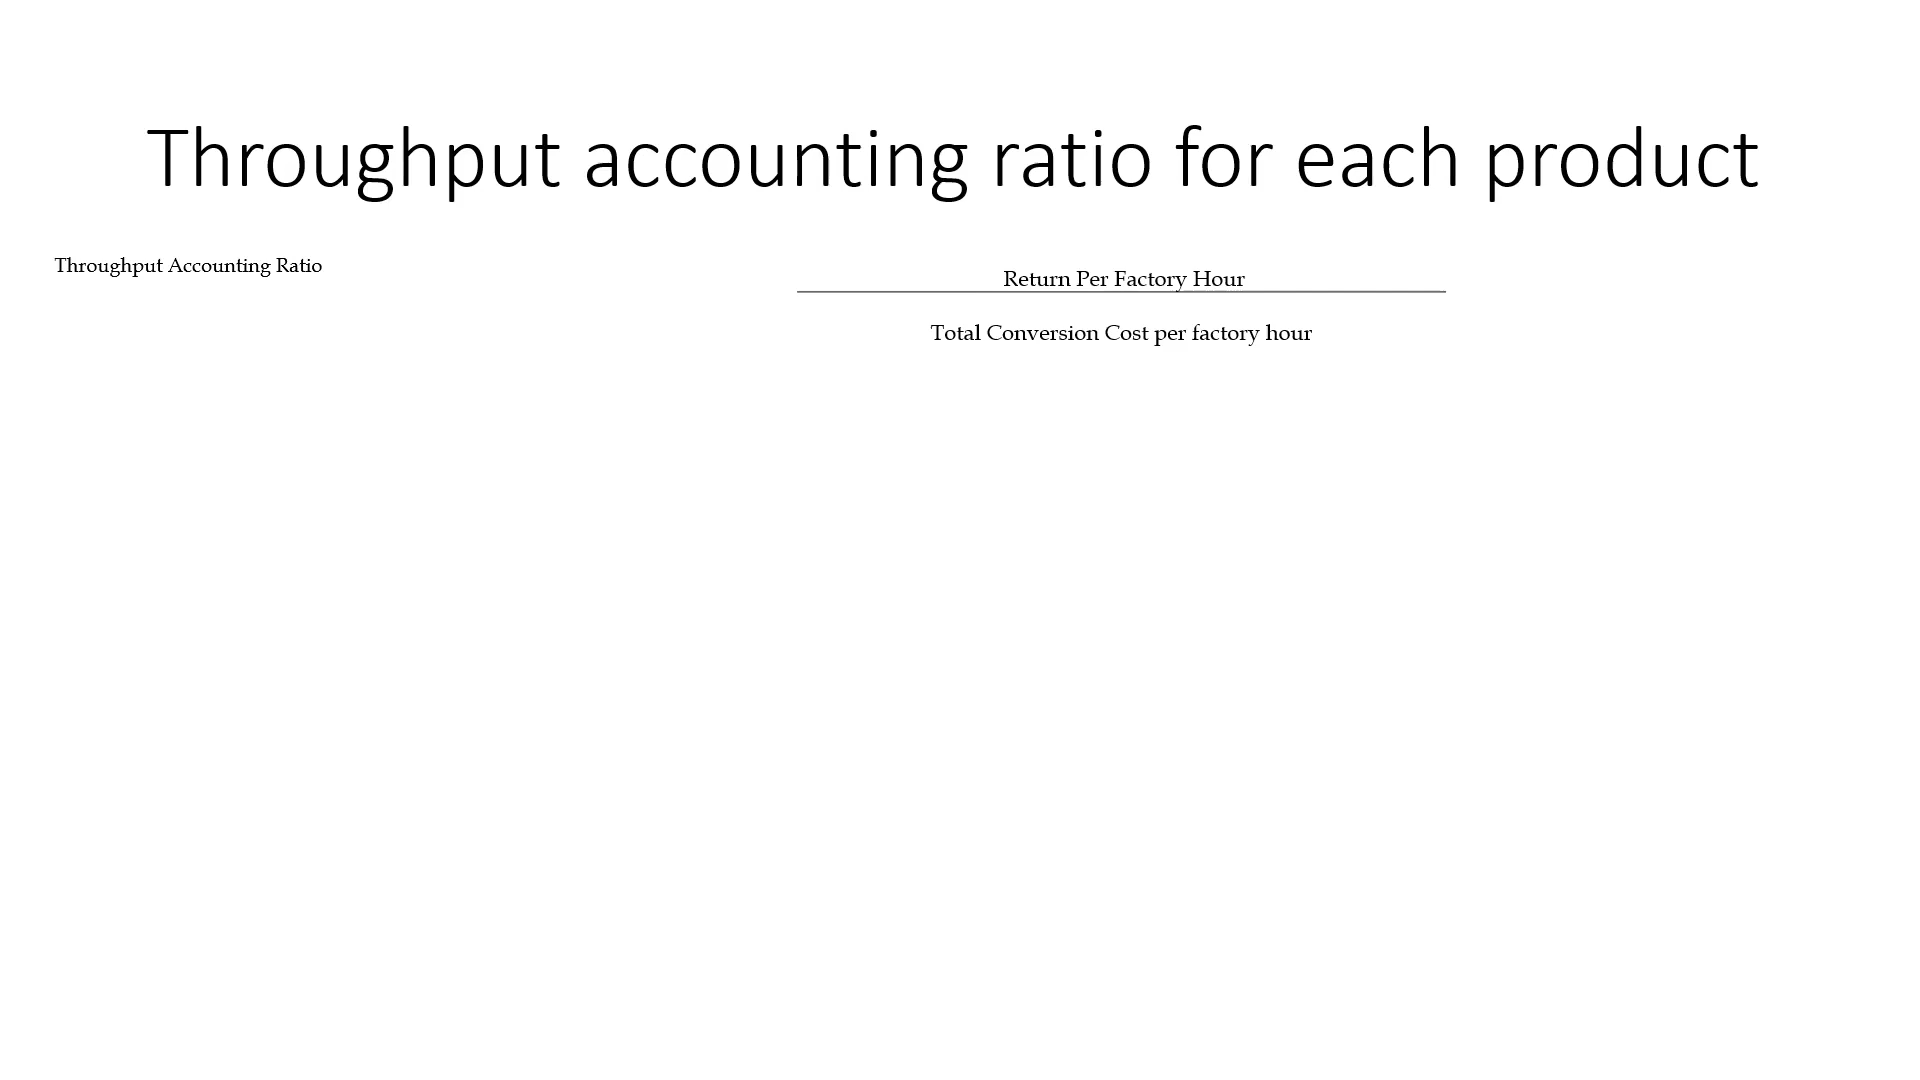 Throughput accounting ratio for each product
Throughput Accounting Ratio
Return Per Factory Hour
Total Conversion Cost per factory hour